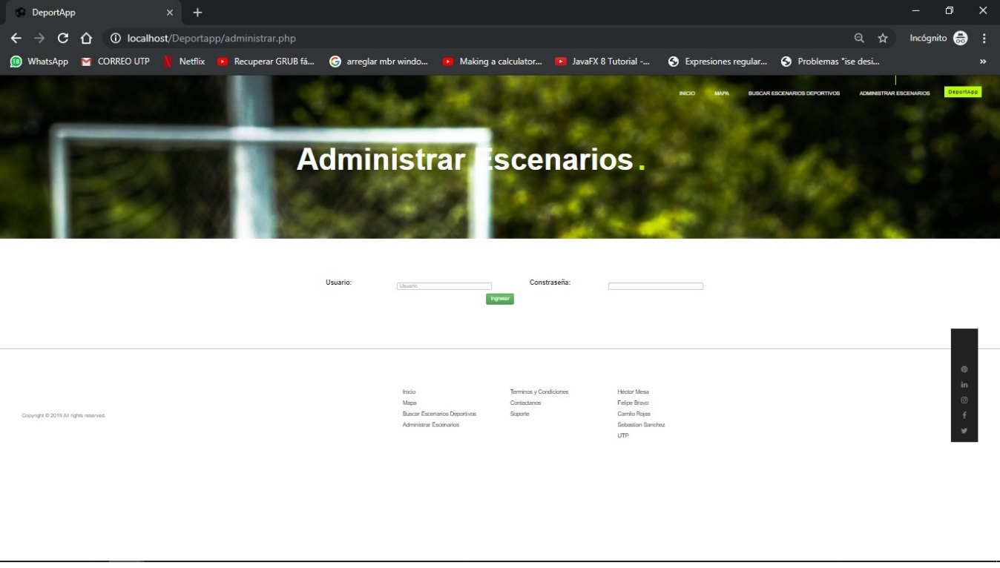 DeportApp
localhost/Deportapp/administrar.php
Incógnito
WhatsApp CORREO UTP Netflix Recuperar GRUB fá... arreglar mbr windo... Making a calculator... JavaFX 8 Tutorial -... Expresiones regular... Problemas "ise desi... »
INICIO MAPA BUSCAR ESCENARIOS DEPORTIVOS ADMINISTRAR ESCENARIOS DeportApp
Administrar Escenarios.
Usuario: Usuario Constraseña:
Ingresar
Inicio
Mapa
Buscar Escenarios Deportivos
Administrar Escenarios
Terminos y Condiciones
Contactanos
Soporte
Héctor Mesa
Felipe Bravo
Camilo Rojas
Sebastian Sanchez
UTP
Copyright © 2019 All rights reserved.